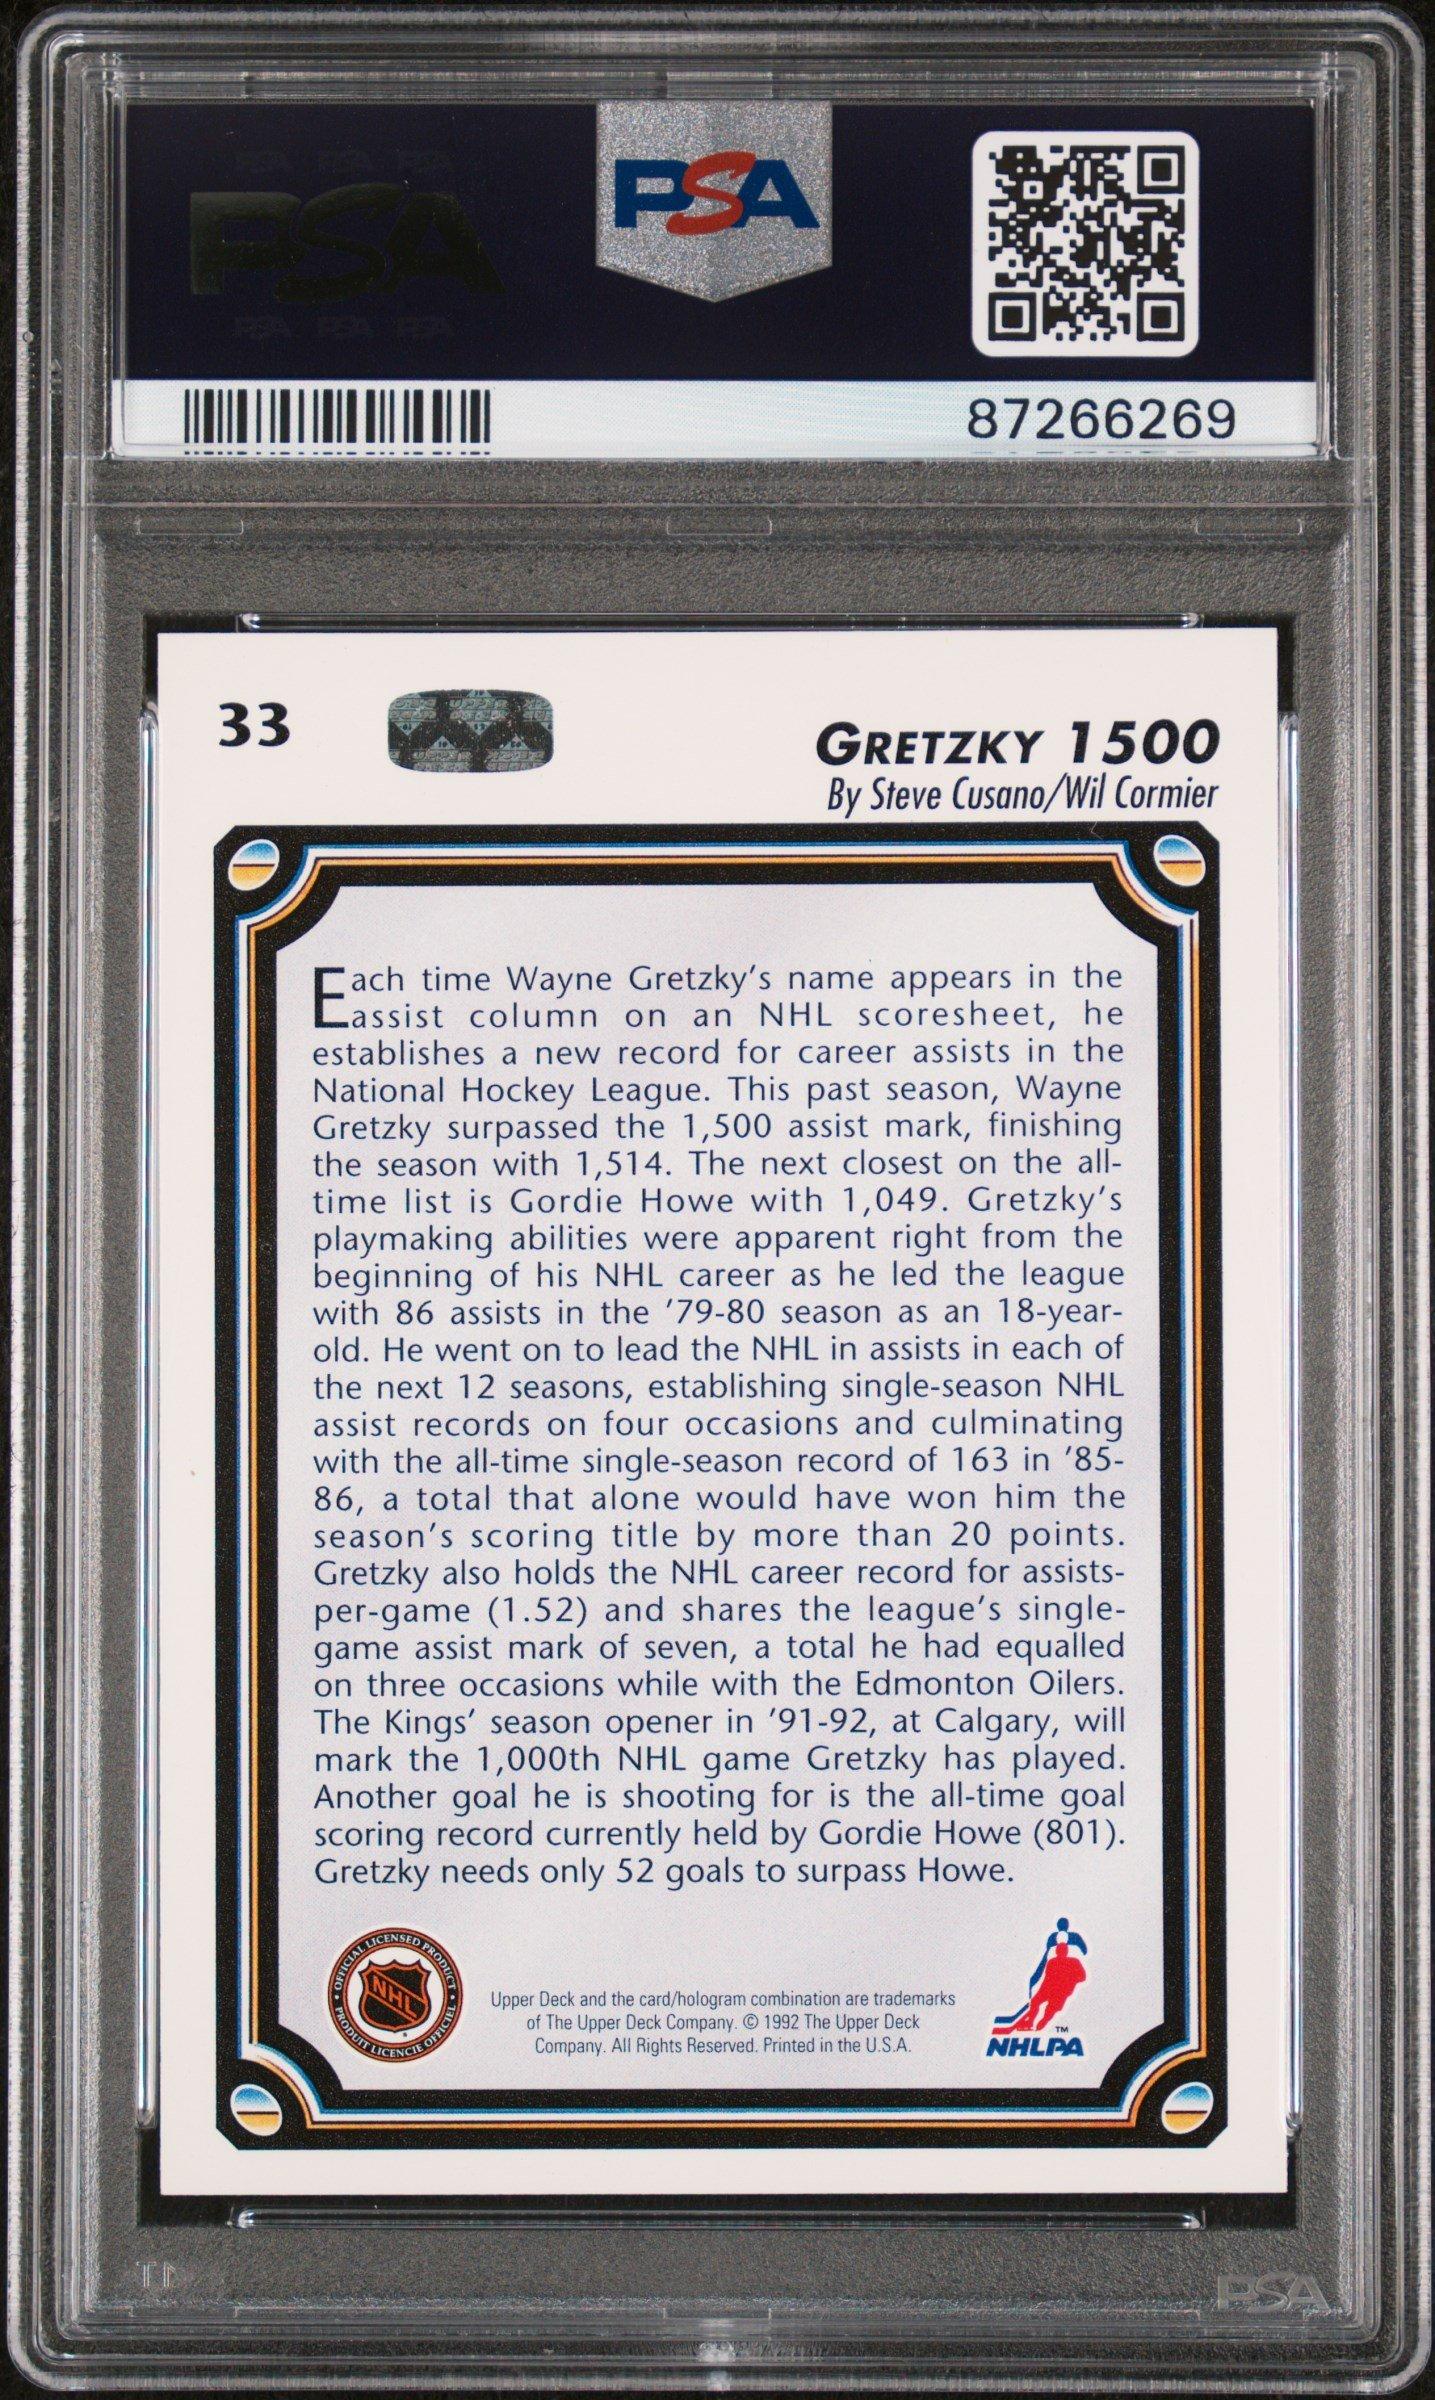 PSA
PSA
87266269
33
GRETZKY 1500
By Steve Cusano/Wil Cormier
Each time Wayne Gretzky's name appears in the
assist column on an NHL scoresheet, he
establishes a new record for career assists in the
National Hockey League. This past season, Wayne
Gretzky surpassed the 1,500 assist mark, finishing
the season with 1,514. The next closest on the all-
time list is Gordie Howe with 1,049. Gretzky's
playmaking abilities were apparent right from the
beginning of his NHL career as he led the league
with 86 assists in the '79-80 season as an 18-year-
old. He went on to lead the NHL in assists in each of
the next 12 seasons, establishing single-season NHL
assist records on four occasions and culminating
with the all-time single-season record of 163 in '85-
86, a total that alone would have won him the
season's scoring title by more than 20 points.
Gretzky also holds the NHL career record for assists-
per-game (1.52) and shares the league's single-
game assist mark of seven, a total he had equalled
on three occasions while with the Edmonton Oilers.
The Kings' season opener in '91-92, at Calgary, will
mark the 1,000th NHL game Gretzky has played.
Another goal he is shooting for is the all-time goal
scoring record currently held by Gordie Howe (801).
Gretzky needs only 52 goals to surpass Howe.
OFFICIAL LICENSED PRODUCT
NHL
PRODUIT LICENCIE OFFICIEL
Upper Deck and the card/hologram combination are trademarks
of The Upper Deck Company. © 1992 The Upper Deck
Company. All Rights Reserved. Printed in the U.S.A.
TM
NHLPA
PSA